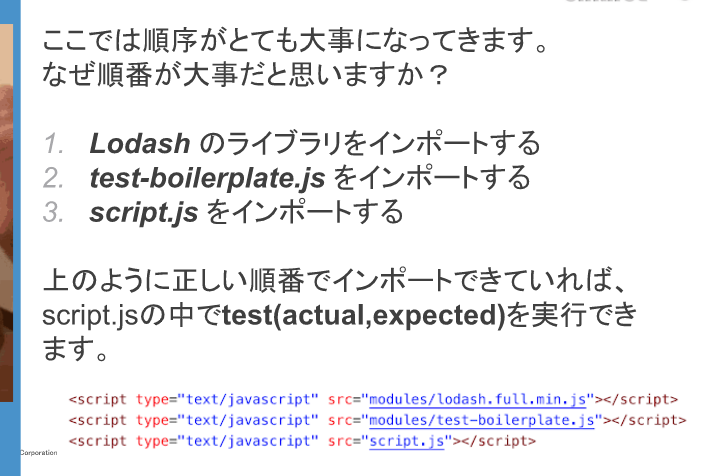 ここでは順序がとても大事になってきます。
なぜ順番が大事だと思いますか？
1. Lodash のライブラリをインポートする
2. test-boilerplate.js をインポートする
3. script.js をインポートする
上のように正しい順番でインポートできていれば、
script.jsの中でtest(actual,expected)を実行でき
ます。
<script type="text/javascript" src="modules/lodash.full.min.js"></script>
<script type="text/javascript" src="modules/test-boilerplate.js"></script>
<script type="text/javascript" src="script.js"></script>
Corporation